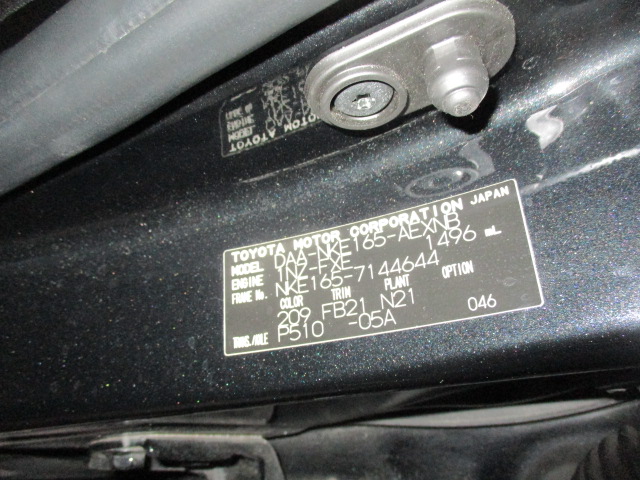 TOYOTA MOTOR CORPORATION JAPAN
MODEL DAA-NKE165-AEXNB
ENGINE 1NZ-FXE 1496 mL
FRAME No. NKE165-7144644
COLOR TRIM PLANT OPTION
209 FB21 N21
TRANS./AXLE P510 -05A 046